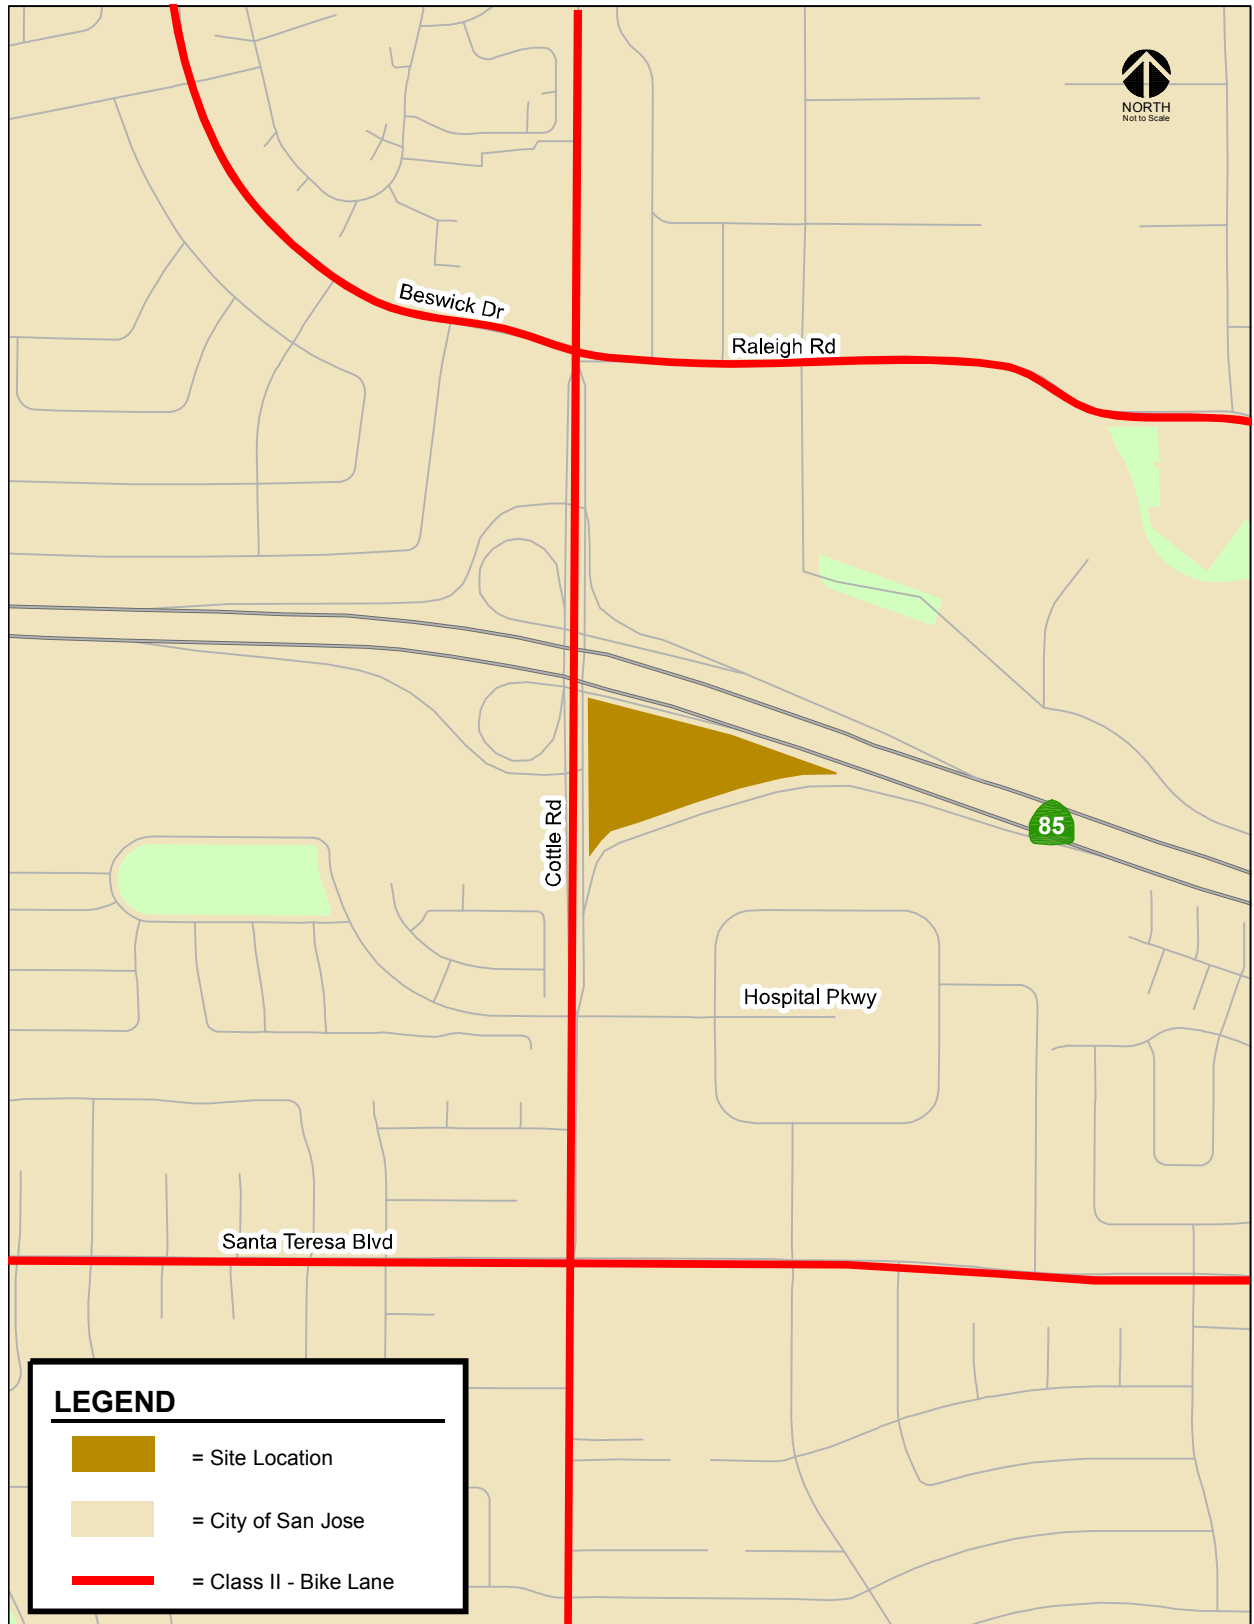 NORTH
Not to Scale
Beswick Dr
Raleigh Rd
Cottle Rd
85
Hospital Pkwy
Santa Teresa Blvd
LEGEND
= Site Location
= City of San Jose
= Class II - Bike Lane